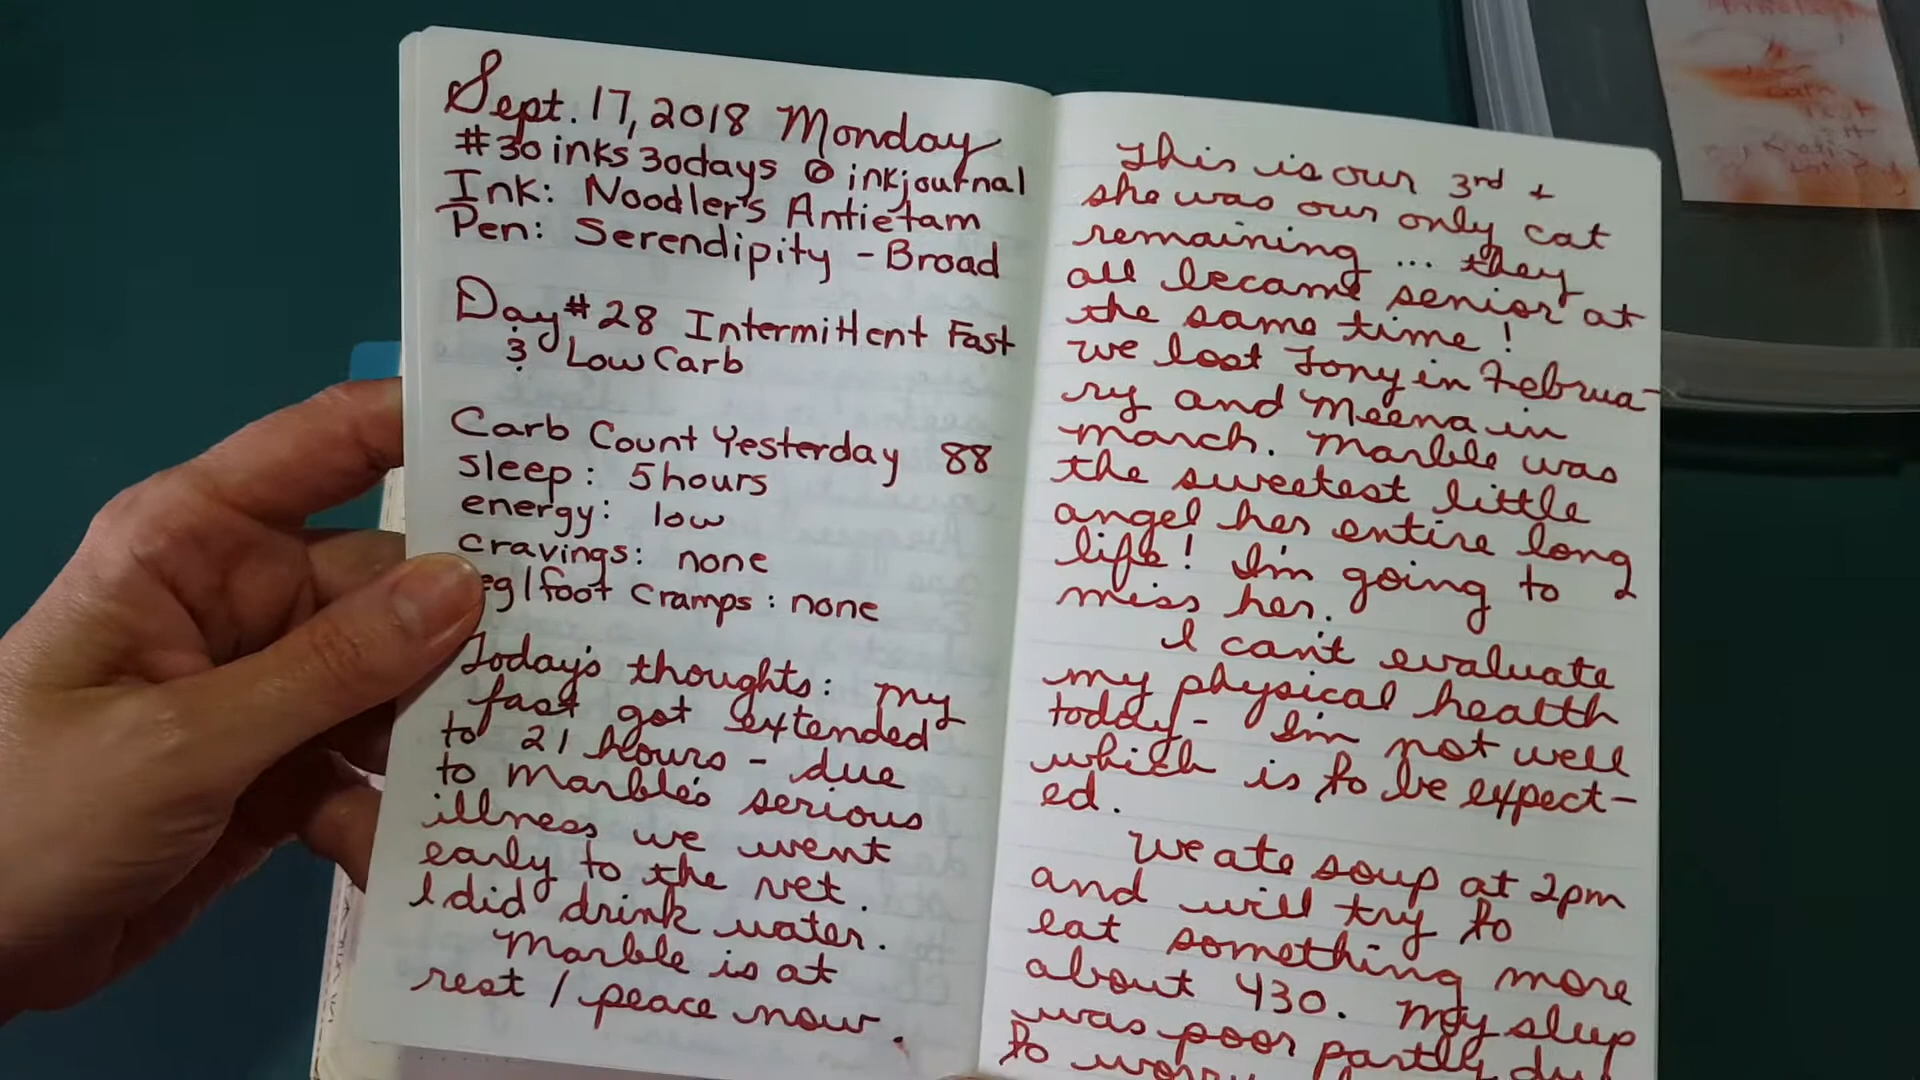 Sept. 17, 2018 Monday
#30inks30days @inkjournal
Ink: Noodler's Antietam
Pen: Serendipity - Broad
Day #28 Intermittent Fast
& Low Carb
Carb Count Yesterday 88
sleep: 5 hours
energy: low
cravings: none
eg/foot cramps: none
Today's thoughts: my
fast got extended
to 21 hours - due
to Marble's serious
illness we went
early to the vet.
I did drink water.
Marble is at
rest / peace now.
This is our 3rd +
she was our only cat
remaining ... they
all became senior at
the same time!
We lost Tony in Februa-
ry and Meena in
March. Marble was
the sweetest little
angel her entire long
life! I'm going to
miss her.
I can't evaluate
my physical health
today - I'm not well
which is to be expect-
ed.
We ate soup at 2pm
and will try to
eat something more
about 430. My sleep
was poor partly du
to worry